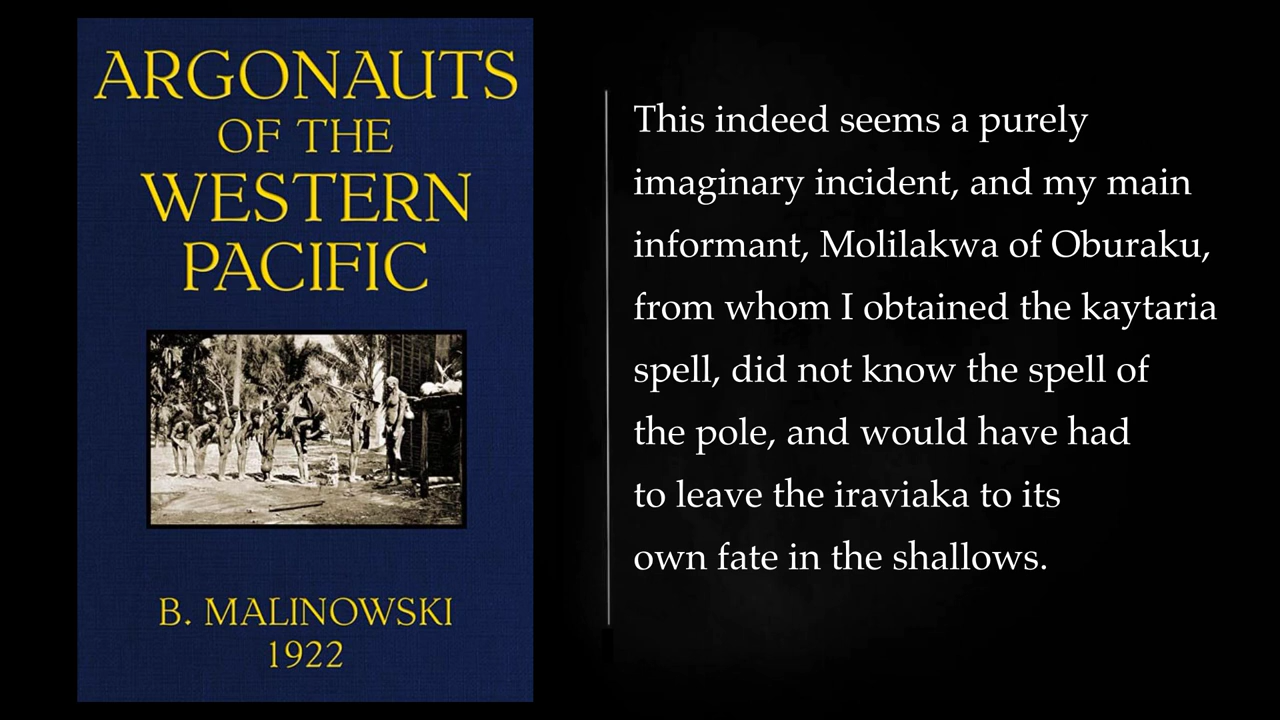 ARGONAUTS
OF THE
WESTERN
PACIFIC
B. MALINOWSKI
1922
This indeed seems a purely
imaginary incident, and my main
informant, Molilakwa of Oburaku,
from whom I obtained the kaytaria
spell, did not know the spell of
the pole, and would have had
to leave the iraviaka to its
own fate in the shallows.